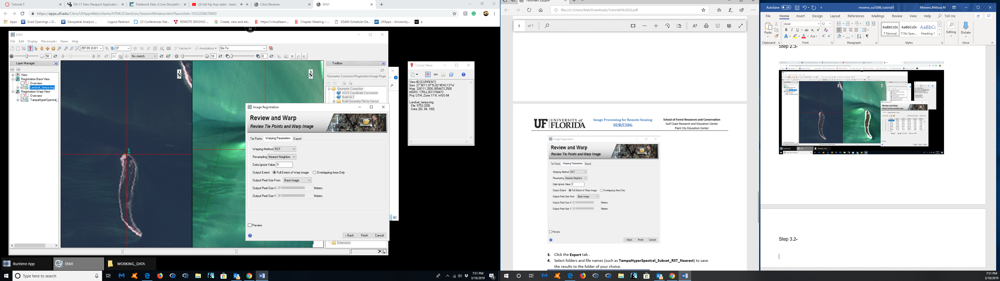 Tutorial 5
DS-11 New Passport Application
Fieldwork Fails: A Live Storytelling
(3) lofi hip hop radio - beats
Citrix Receiver
ENVI
https://apps.ufl.edu/Citrix/UFAppsWeb/clients/HTML5Client/src/SessionWindow.html?launchid=1552258670003
Apps
Grad Openings » D...
Geospatial Analysis ...
Logout Redirect
23 Conferences Dat...
REMOTE SENSING ...
Create, view and ed...
https://virtuallearn...
Chapter Meeting – ...
GSAW-Schedule-De...
UFApps - University...
a
ENVI
File Edit Display Placemarks Views Help
297.0% (3.0:1
0°
Vectors
Annotations
Go To
50
20
No stretch
10
0
Layer Manager
View
Registration Base View
Overview
Landsat_tampa.img
Registration Warp View
Overview
TampaHyperSpectral_S
N
N
1
Toolbox
/Geometric Correction/Registration/Image Regis
Geometric Correction
ASCII Coordinate Conversion
Build GLT
Build Geometry File by Sensor
Extensions
Image Registration
Review and Warp
Review Tie Points and Warp Image
Tie Points Warping Parameters Export
Warping Method RST
Resampling Nearest Neighbor
Data Ignore Value 0
Output Extent Full Extent of Warp Image Overlapping Area Only
Output Pixel Size From Base Image
Output Pixel Size X 28.500000000000000 Meters
Output Pixel Size Y 28.500000000000000 Meters
Preview
< Back Finish Cancel
Cursor Value
View #2 [CURRENT]
Geo: 27°36'11.07"N,82°45'43.13"W
Map: 326111.2500,3054473.2500
MGRS: 17RLL2611154473
Proj: UTM, Zone 17 N, WGS-84
Landsat_tampa.img
File: 5753,3256
Data: [82, 84, 100]
Runtime App
ENVI
WORKING_DATA
Type here to search
7:51 PM
3/10/2019
6
Tutorial5 (3).pdf
file:///C:/Users/Mel/Downloads/Tutorial5%20(3).pdf
5 of 7
UF UNIVERSITY of FLORIDA
Image Processing for Remote Sensing
SUR5386
School of Forest Resources and Conservation
Gulf Coast Research and Education Center
Plant City Education Center
Image Registration
Review and Warp
Review Tie Points and Warp Image
Tie Points Warping Parameters Export
Warping Method RST
Resampling Nearest Neighbor
Data Ignore Value 0
Output Extent Full Extent of Warp Image Overlapping Area Only
Output Pixel Size From Base Image
Output Pixel Size X 28.500000000000000 Meters
Output Pixel Size Y 28.500000000000000 Meters
Preview
< Back Finish Cancel
3. Click the Export tab .
4. Select folders and file names (such as TampaHyperSpectral_Subset_RST_Nearest) to save
the results to the folder of your choice.
AutoSave Off
moreno_sur5386_tutorial5
Moreno,Melissa M
File Home Insert Design Layout References Mailings Review View Help Tell me
Paste
Arial
12
B I U ab x₂ x²
AaBbCcDc AaBbCcDc AaBbCc
¶ Normal ¶ No Spac... Heading 1
Editing
Dictate
Clipboard Font Paragraph Styles Voice
Step 2.3-
Review and Warp
Step 3.2-
7:51 PM
3/10/2019